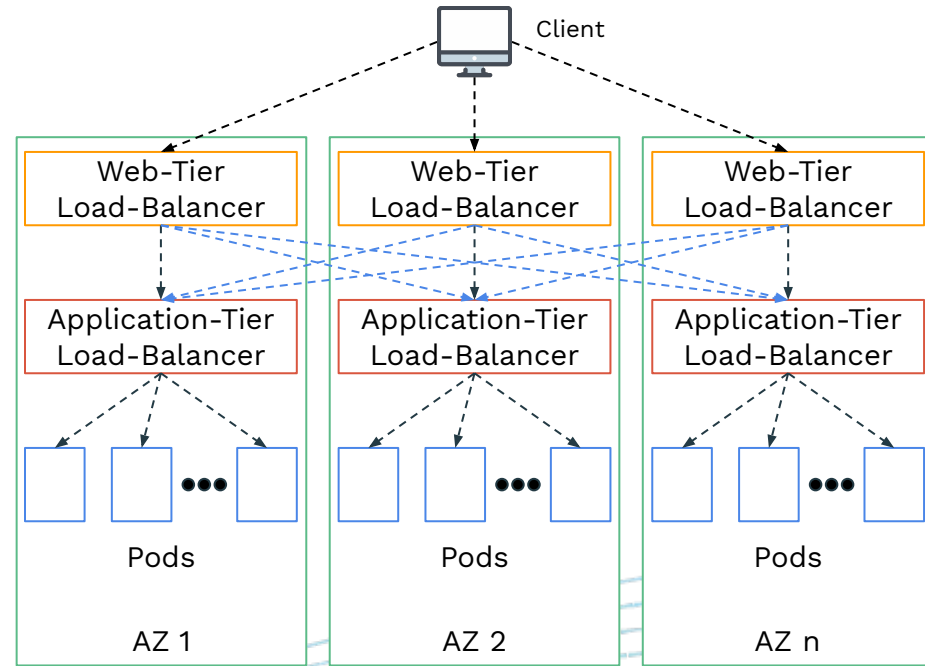 Client
Web-Tier
Load-Balancer
Web-Tier
Load-Balancer
Web-Tier
Load-Balancer
Application-Tier
Load-Balancer
Application-Tier
Load-Balancer
Application-Tier
Load-Balancer
Pods
Pods
Pods
AZ 1
AZ 2
AZ n